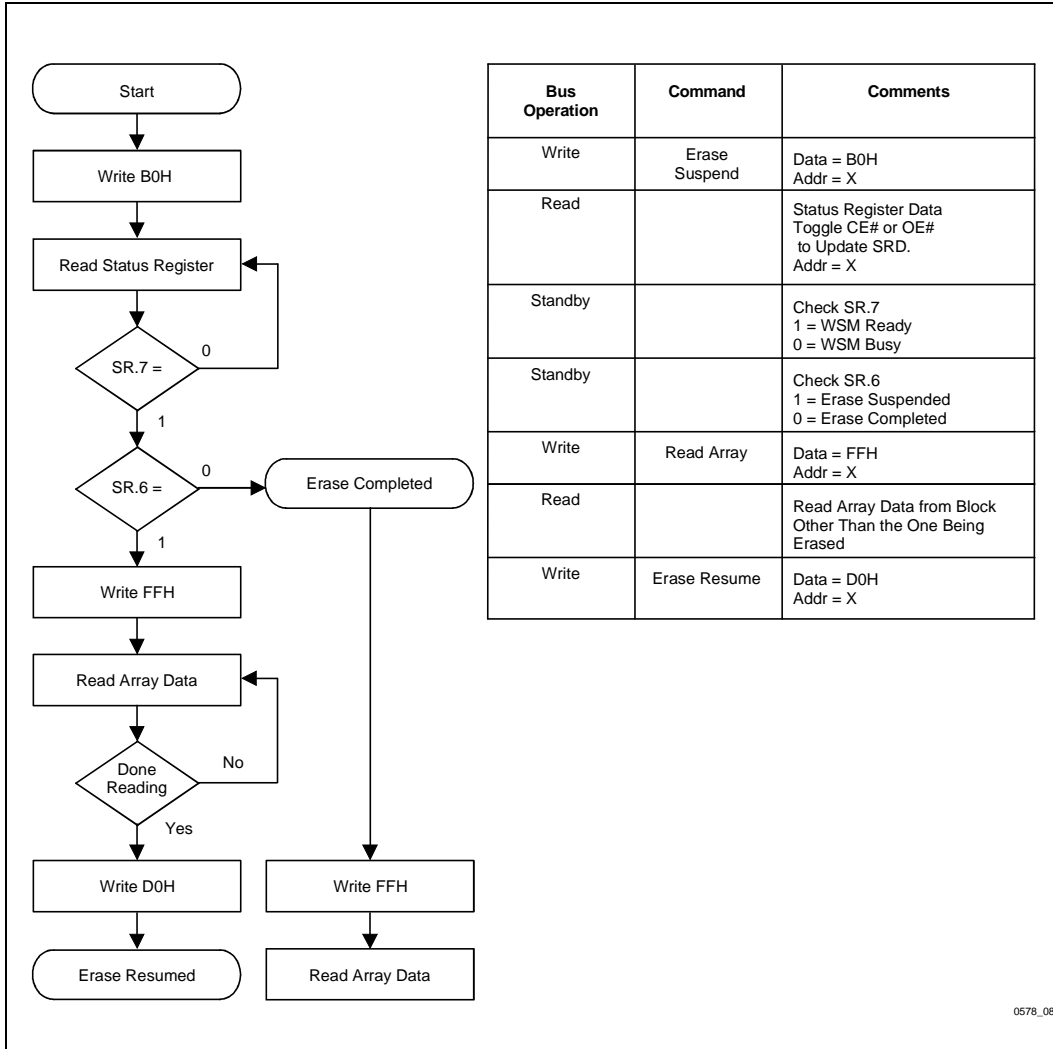 Start
Write B0H
Read Status Register
SR.7 =
0
1
SR.6 =
0
Erase Completed
1
Write FFH
Read Array Data
Done
Reading
No
Yes
Write D0H
Write FFH
Erase Resumed
Read Array Data
Bus
Operation
Command
Comments
Write
Erase
Suspend
Data = B0H
Addr = X
Read
Status Register Data
Toggle CE# or OE#
to Update SRD.
Addr = X
Standby
Check SR.7
1 = WSM Ready
0 = WSM Busy
Standby
Check SR.6
1 = Erase Suspended
0 = Erase Completed
Write
Read Array
Data = FFH
Addr = X
Read
Read Array Data from Block
Other Than the One Being
Erased
Write
Erase Resume
Data = D0H
Addr = X
0578_08